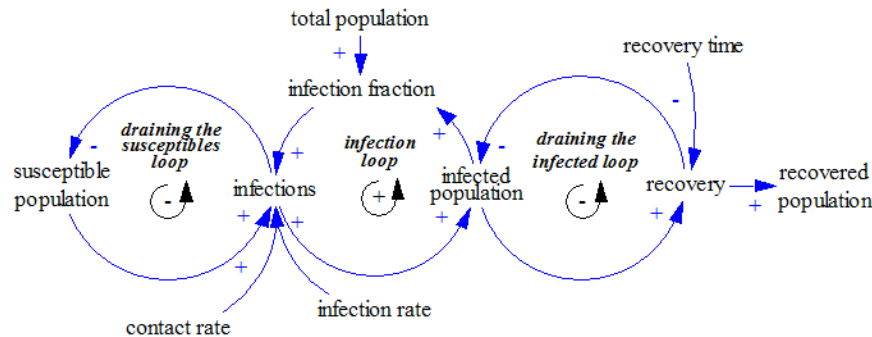 total population
+
recovery time
infection fraction
-
-
draining the
susceptibles
loop
+
+
infection
loop
-
draining the
infected loop
susceptible
population
-
infections
+
infected
population
-
recovery
recovered
population
+
+
+
+
+
+
infection rate
contact rate